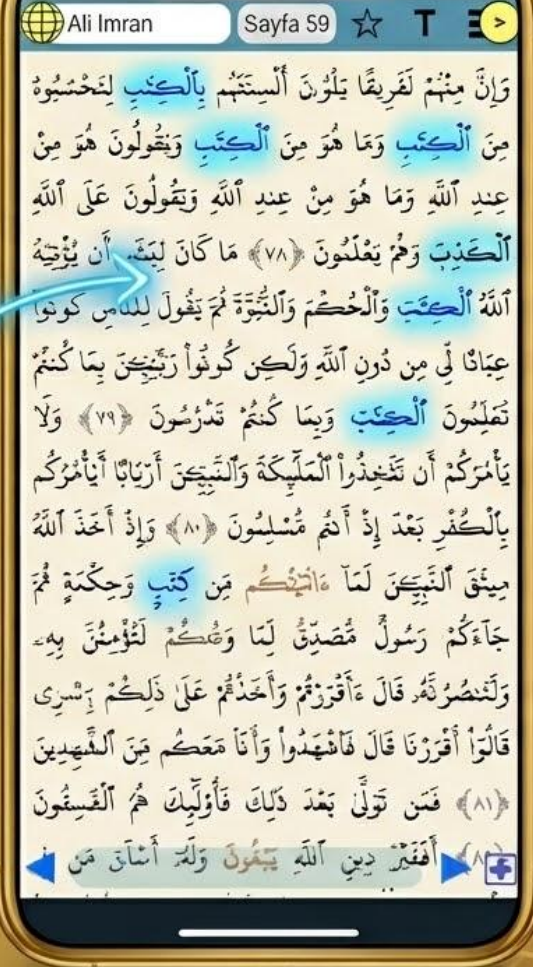 Ali Imran
Sayfa 59
T
>
وَإِنَّ مِنْهُمْ لَفَرِيقًا يَلْوُۥنَ أَلْسِنَتَهُم بِٱلْكِتَٰبِ لِتَحْسَبُوهُ
مِنَ ٱلْكِتَٰبِ وَمَا هُوَ مِنَ ٱلْكِتَٰبِ وَيَقُولُونَ هُوَ مِنْ
عِندِ ٱللَّهِ وَمَا هُوَ مِنْ عِندِ ٱللَّهِ وَيَقُولُونَ عَلَى ٱللَّهِ
ٱلْكَذِبَ وَهُمْ يَعْلَمُونَ ﴿٧٨﴾ مَا كَانَ أَن يُؤْتِيَهُ
ٱللَّهُ ٱلْكِتَٰبَ وَٱلْحُكْمَ وَٱلنُّبُوَّةَ ثُمَّ يَقُولَ لِلنَّاسِ كُونُوا۟
عِبَادًا لِّى مِن دُونِ ٱللَّهِ وَلَٰكِن كُونُوا۟ بِمَا كُنتُمْ
ٱلْكِتَٰبَ وَبِمَا كُنتُمْ تَدْرُسُونَ ﴿٧٩﴾ وَلَا
يَأْمُرَكُمْ أَن تَتَّخِذُوا۟ ٱلْمَلَٰٓئِكَةَ وَٱلنَّبِيِّۦنَ أَرْبَابًا أَيَأْمُرُكُم
بِٱلْكُفْرِ بَعْدَ إِذْ أَنتُم مُّسْلِمُونَ ﴿٨٠﴾ وَإِذْ أَخَذَ ٱللَّهُ
مِيثَٰقَ ٱلنَّبِيِّۦنَ لَمَآ مِّن كِتَٰبٍ وَحِكْمَةٍ ثُمَّ
جَآءَكُمْ رَسُولٌ مُّصَدِّقٌ لِّمَا لَتُؤْمِنُنَّ بِهِۦ
وَلَتَنصُرُنَّهُۥ قَالَ ءَأَقْرَرْتُمْ وَأَخَذْتُمْ عَلَىٰ ذَٰلِكُمْ
قَالُوٓا۟ أَقْرَرْنَا قَالَ فَٱشْهَدُوا۟ وَأَنَا۠ مَعَكُم مِّنَ ٱلشَّٰهِدِينَ
﴿٨١﴾ فَمَن تَوَلَّىٰ بَعْدَ ذَٰلِكَ فَأُو۟لَٰٓئِكَ هُمُ ٱلْفَٰسِقُونَ
أَفَغَيْرَ دِينِ ٱللَّهِ يَبْغُونَ وَلَهُۥٓ مَن